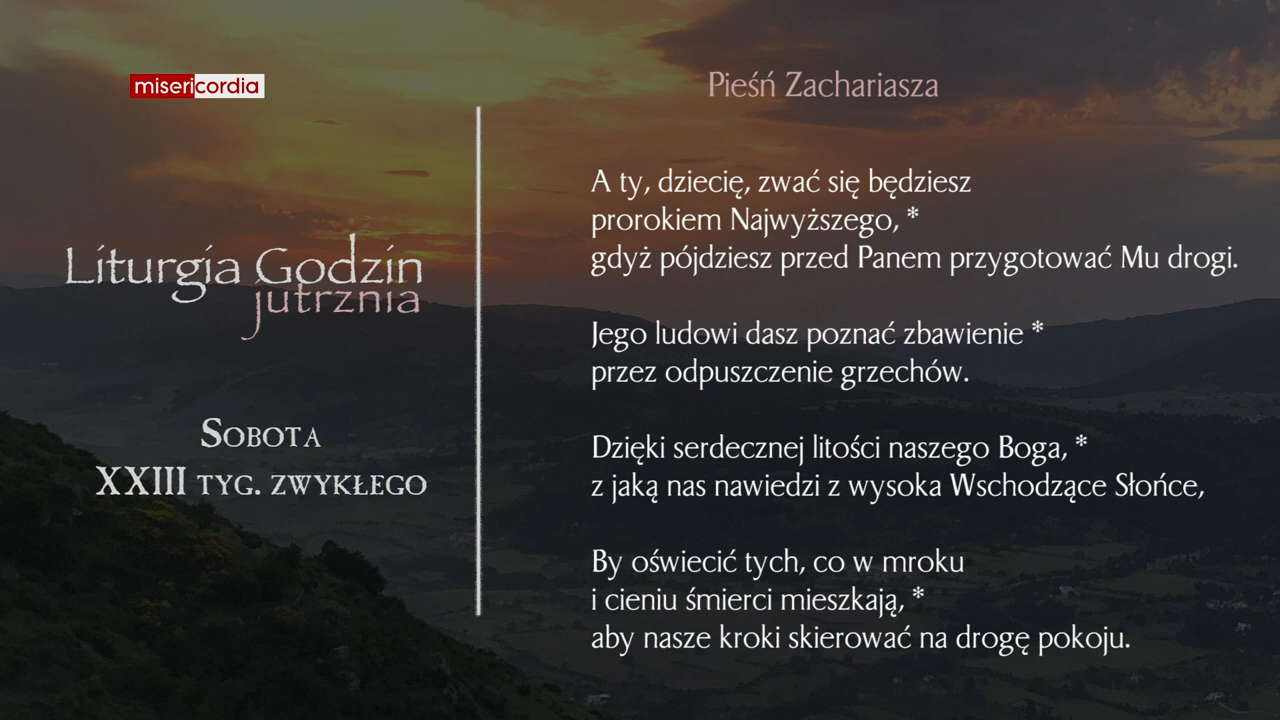 misericordia
Liturgia Godzin
jutrznia
Sobota
XXIII tyg. zwykłego
Pieśń Zachariasza
A ty, dziecię, zwać się będziesz
prorokiem Najwyższego, *
gdyż pójdziesz przed Panem przygotować Mu drogi.
Jego ludowi dasz poznać zbawienie *
przez odpuszczenie grzechów.
Dzięki serdecznej litości naszego Boga, *
z jaką nas nawiedzi z wysoka Wschodzące Słońce,
By oświecić tych, co w mroku
i cieniu śmierci mieszkają, *
aby nasze kroki skierować na drogę pokoju.